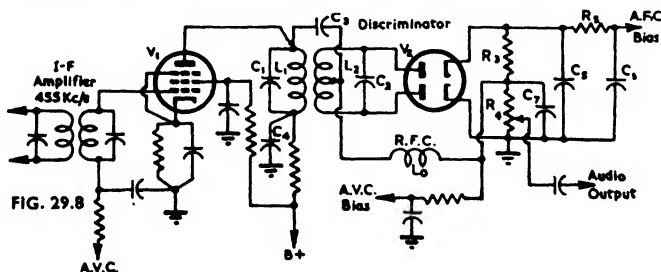 C3
Discriminator
V1
V2
R5
A.F.C.
Bias
I-F
Amplifier
455 Kc/s
C1
L1
L2
C2
R3
C5
C6
R4
C7
C4
R.F.C.
L0
FIG. 29.8
A.V.C.
Bias
Audio
Output
A.V.C.
B+